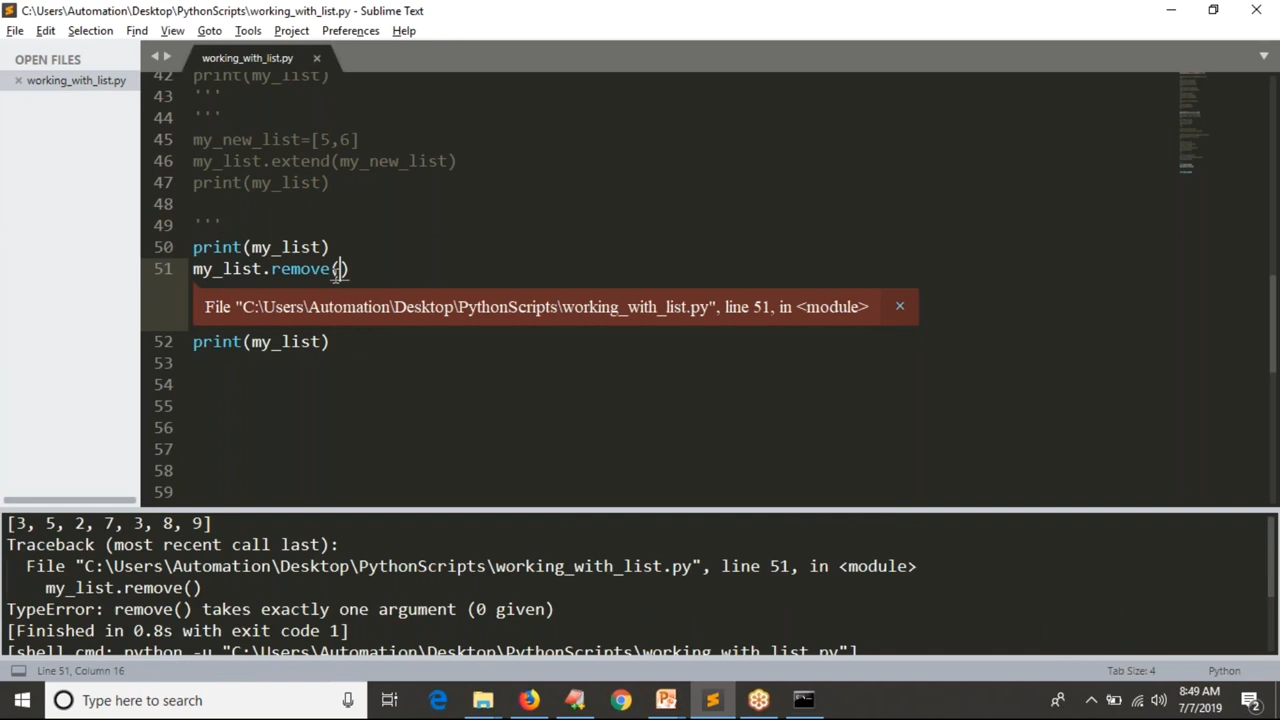 C:\Users\Automation\Desktop\PythonScripts\working_with_list.py - Sublime Text
File Edit Selection Find View Goto Tools Project Preferences Help
OPEN FILES
working_with_list.py
working_with_list.py
42 print(my_list)
43 '''
44 '''
45 my_new_list=[5,6]
46 my_list.extend(my_new_list)
47 print(my_list)
48
49 '''
50 print(my_list)
51 my_list.remove()
File "C:\Users\Automation\Desktop\PythonScripts\working_with_list.py", line 51, in <module>
52 print(my_list)
53
54
55
56
57
58
59
[3, 5, 2, 7, 3, 8, 9]
Traceback (most recent call last):
File "C:\Users\Automation\Desktop\PythonScripts\working_with_list.py", line 51, in <module>
my_list.remove()
TypeError: remove() takes exactly one argument (0 given)
[Finished in 0.8s with exit code 1]
[shell_cmd: python -u "C:\Users\Automation\Desktop\PythonScripts\working_with_list.py"]
Line 51, Column 16
Tab Size: 4
Python
Type here to search
8:49 AM
7/7/2019
2